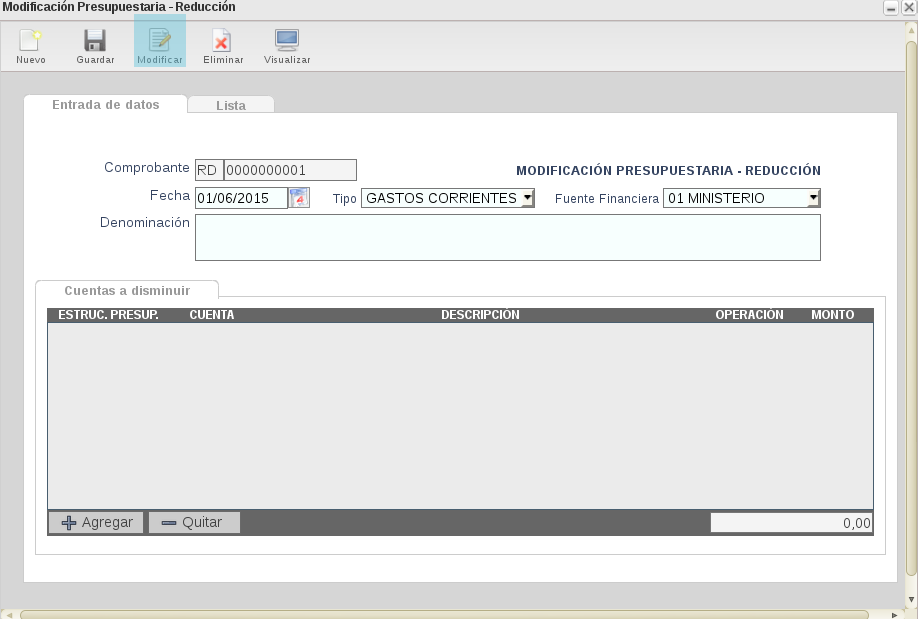 Modificación Presupuestaria - Reducción
Nuevo Guardar Modificar Eliminar Visualizar
Entrada de datos Lista
Comprobante RD 0000000001 MODIFICACIÓN PRESUPUESTARIA - REDUCCIÓN
Fecha 01/06/2015 Tipo GASTOS CORRIENTES Fuente Financiera 01 MINISTERIO
Denominación
Cuentas a disminuir
ESTRUC. PRESUP. CUENTA DESCRIPCIÓN OPERACIÓN MONTO
Agregar Quitar 0,00